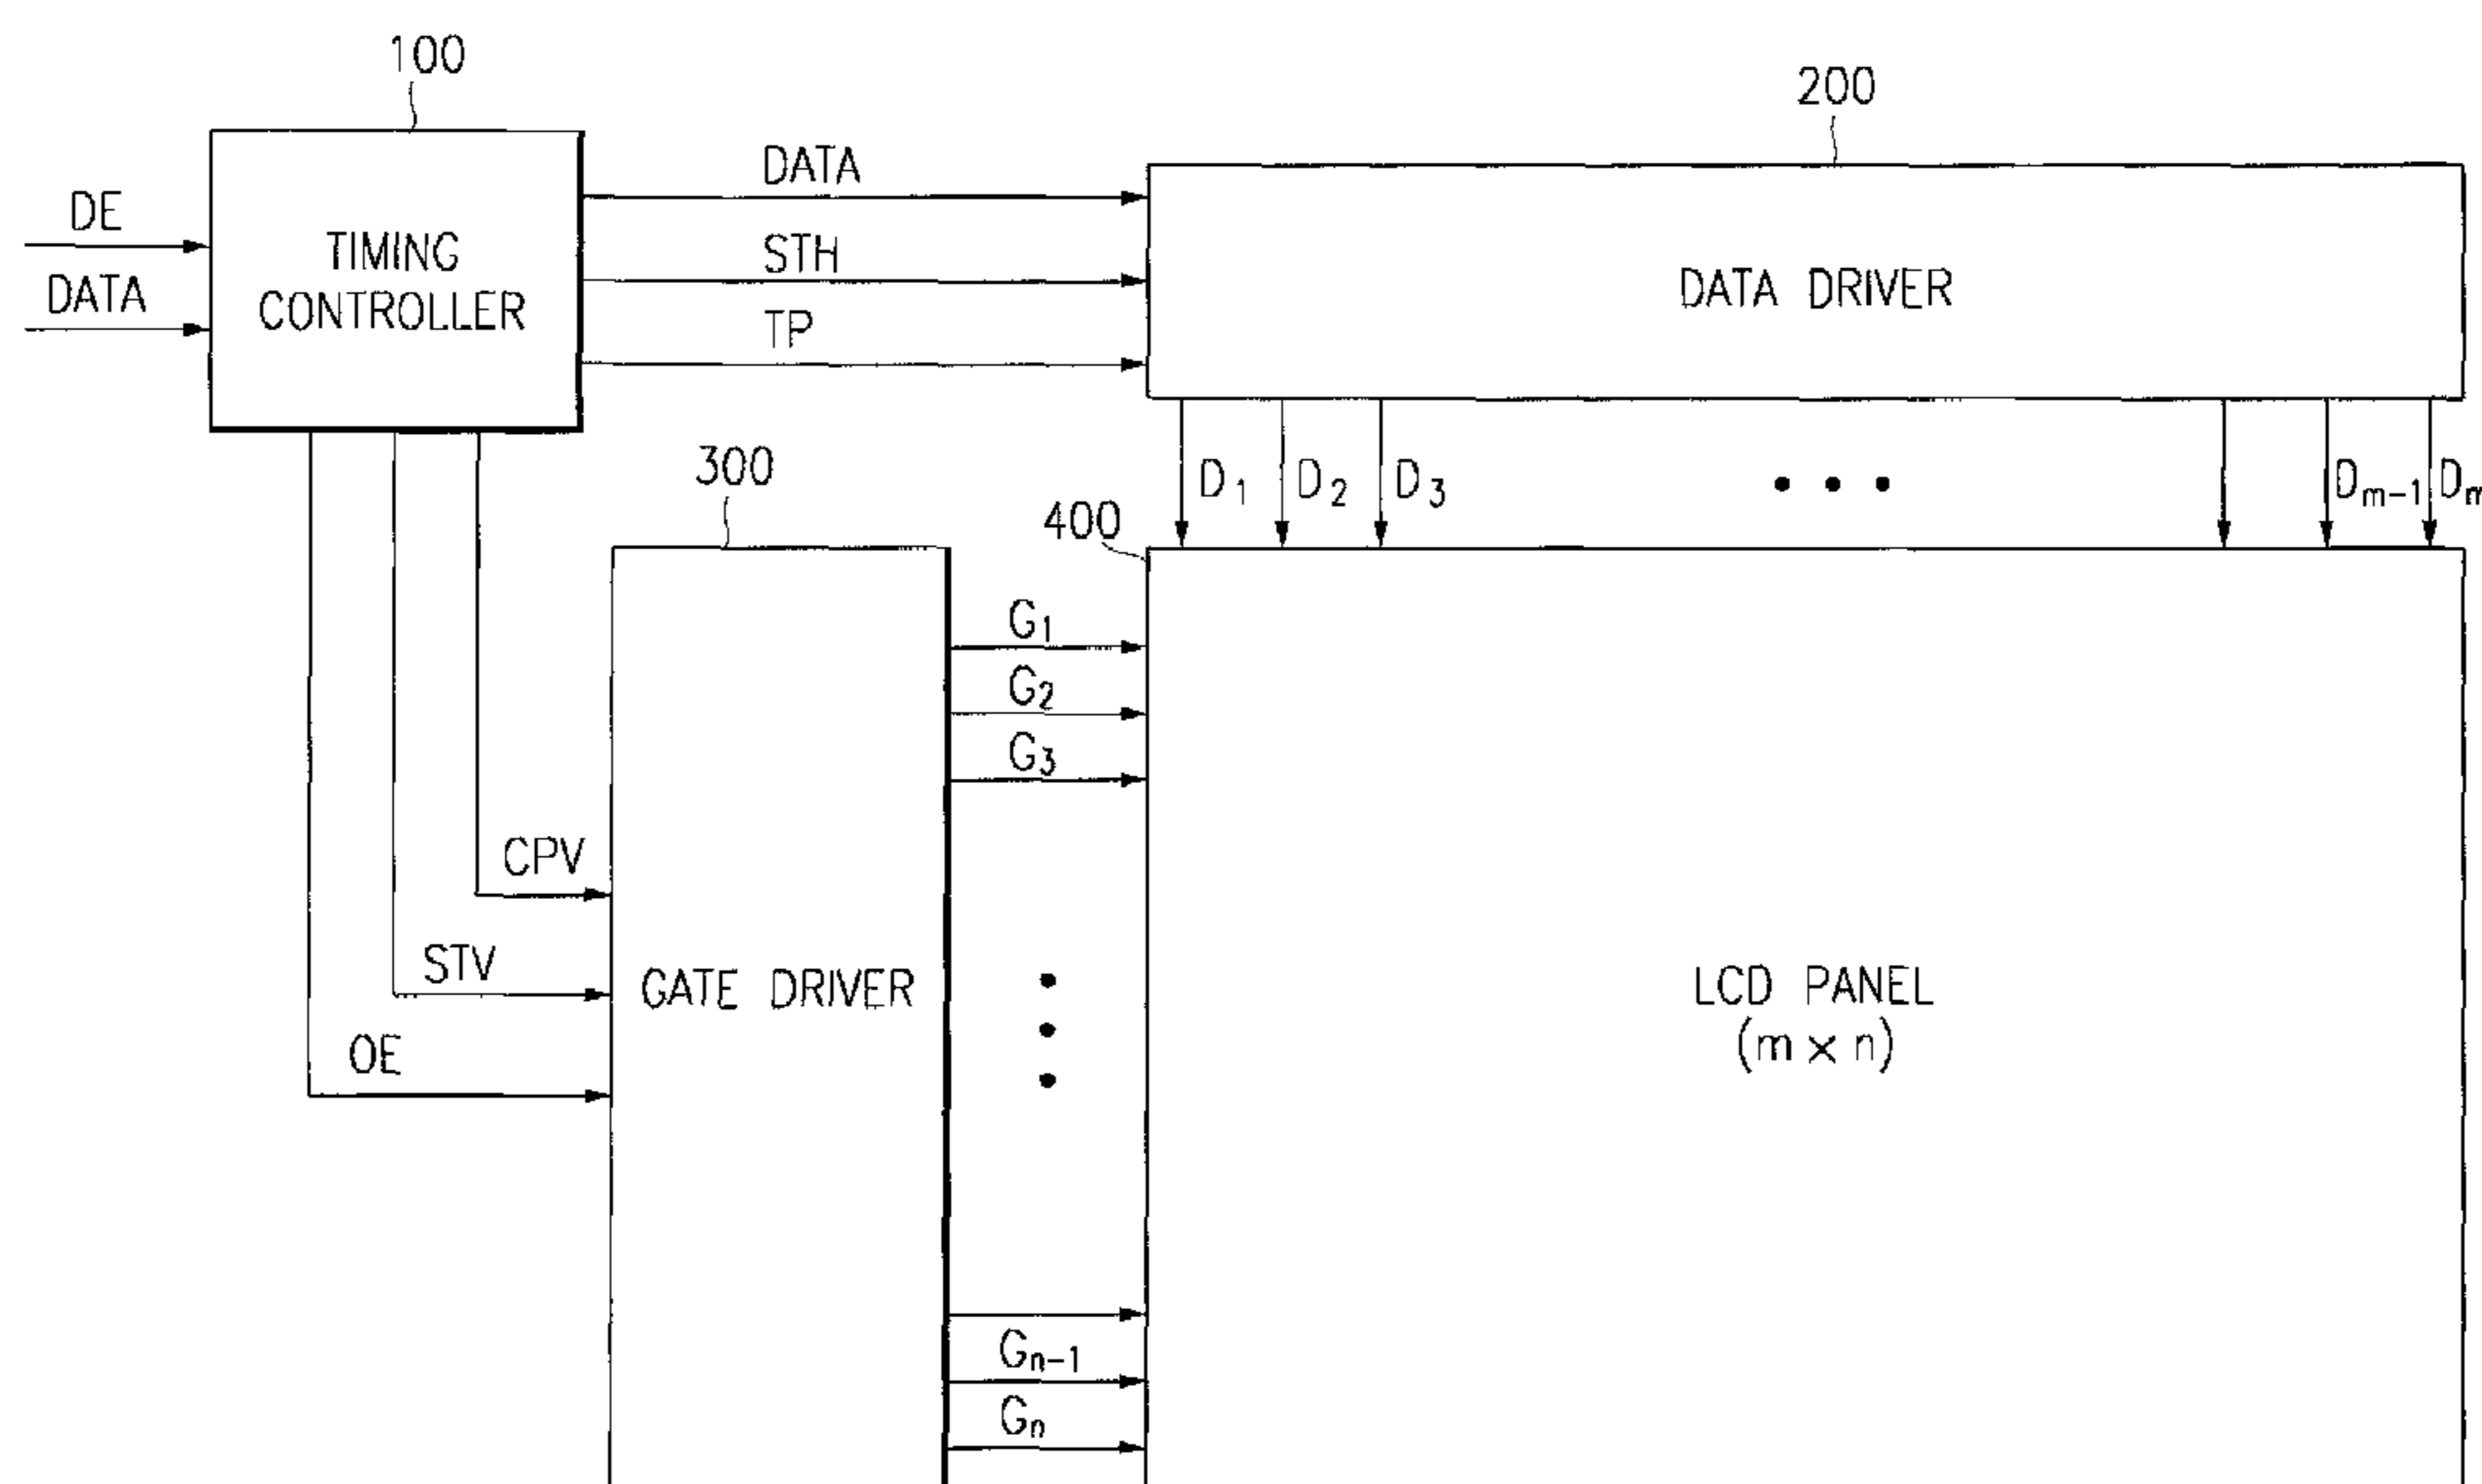 100
200
DE
DATA
TIMING
CONTROLLER
DATA
STH
TP
DATA DRIVER
300
400
D1
D2
D3
• • •
Dm-1
G1
G2
G3
CPV
STV
OE
GATE DRIVER
LCD PANEL
(m × n)
Gn-1
Gn